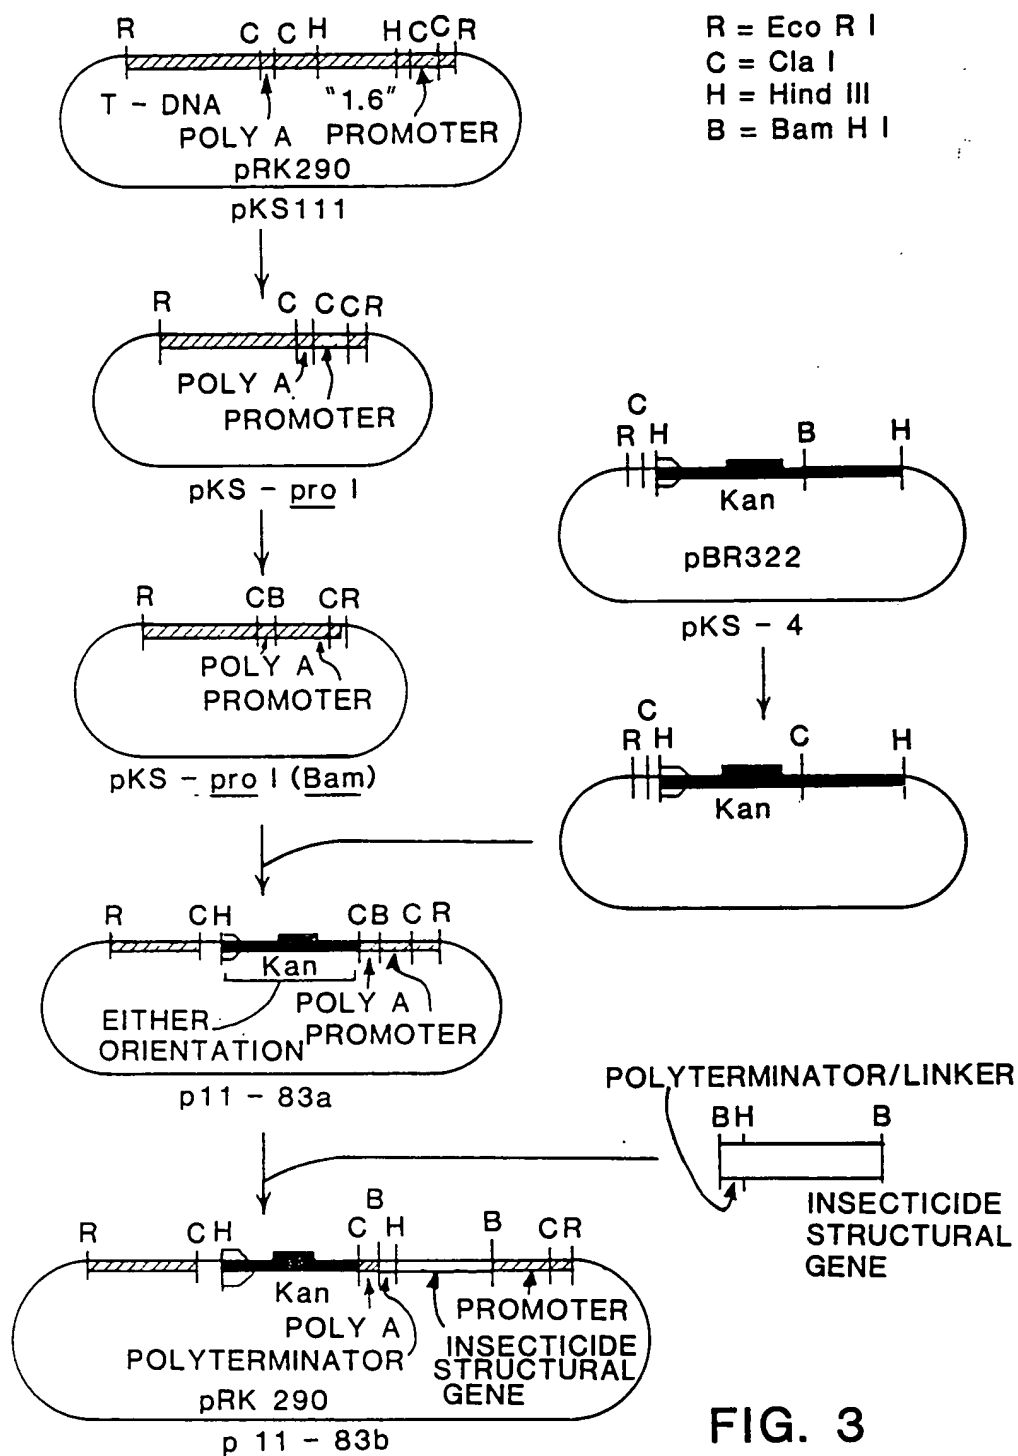 R C C H H C C R
T - DNA "1.6"
POLY A PROMOTER
pRK290
pKS111
R = Eco R I
C = Cla I
H = Hind III
B = Bam H I
R C C C R
POLY A
PROMOTER
pKS - pro I
R C B C R
POLY A
PROMOTER
pKS - pro I (Bam)
C
R H B H
Kan
pBR322
pKS - 4
C
R H C H
Kan
R C H C B C R
Kan
EITHER ORIENTATION
POLY A
PROMOTER
p11 - 83a
POLYTERMINATOR/LINKER
B H B
INSECTICIDE
STRUCTURAL
GENE
B
R C H C H B C R
Kan
PROMOTER
POLY A
INSECTICIDE
STRUCTURAL
GENE
POLYTERMINATOR
pRK 290
p 11 - 83b
FIG. 3